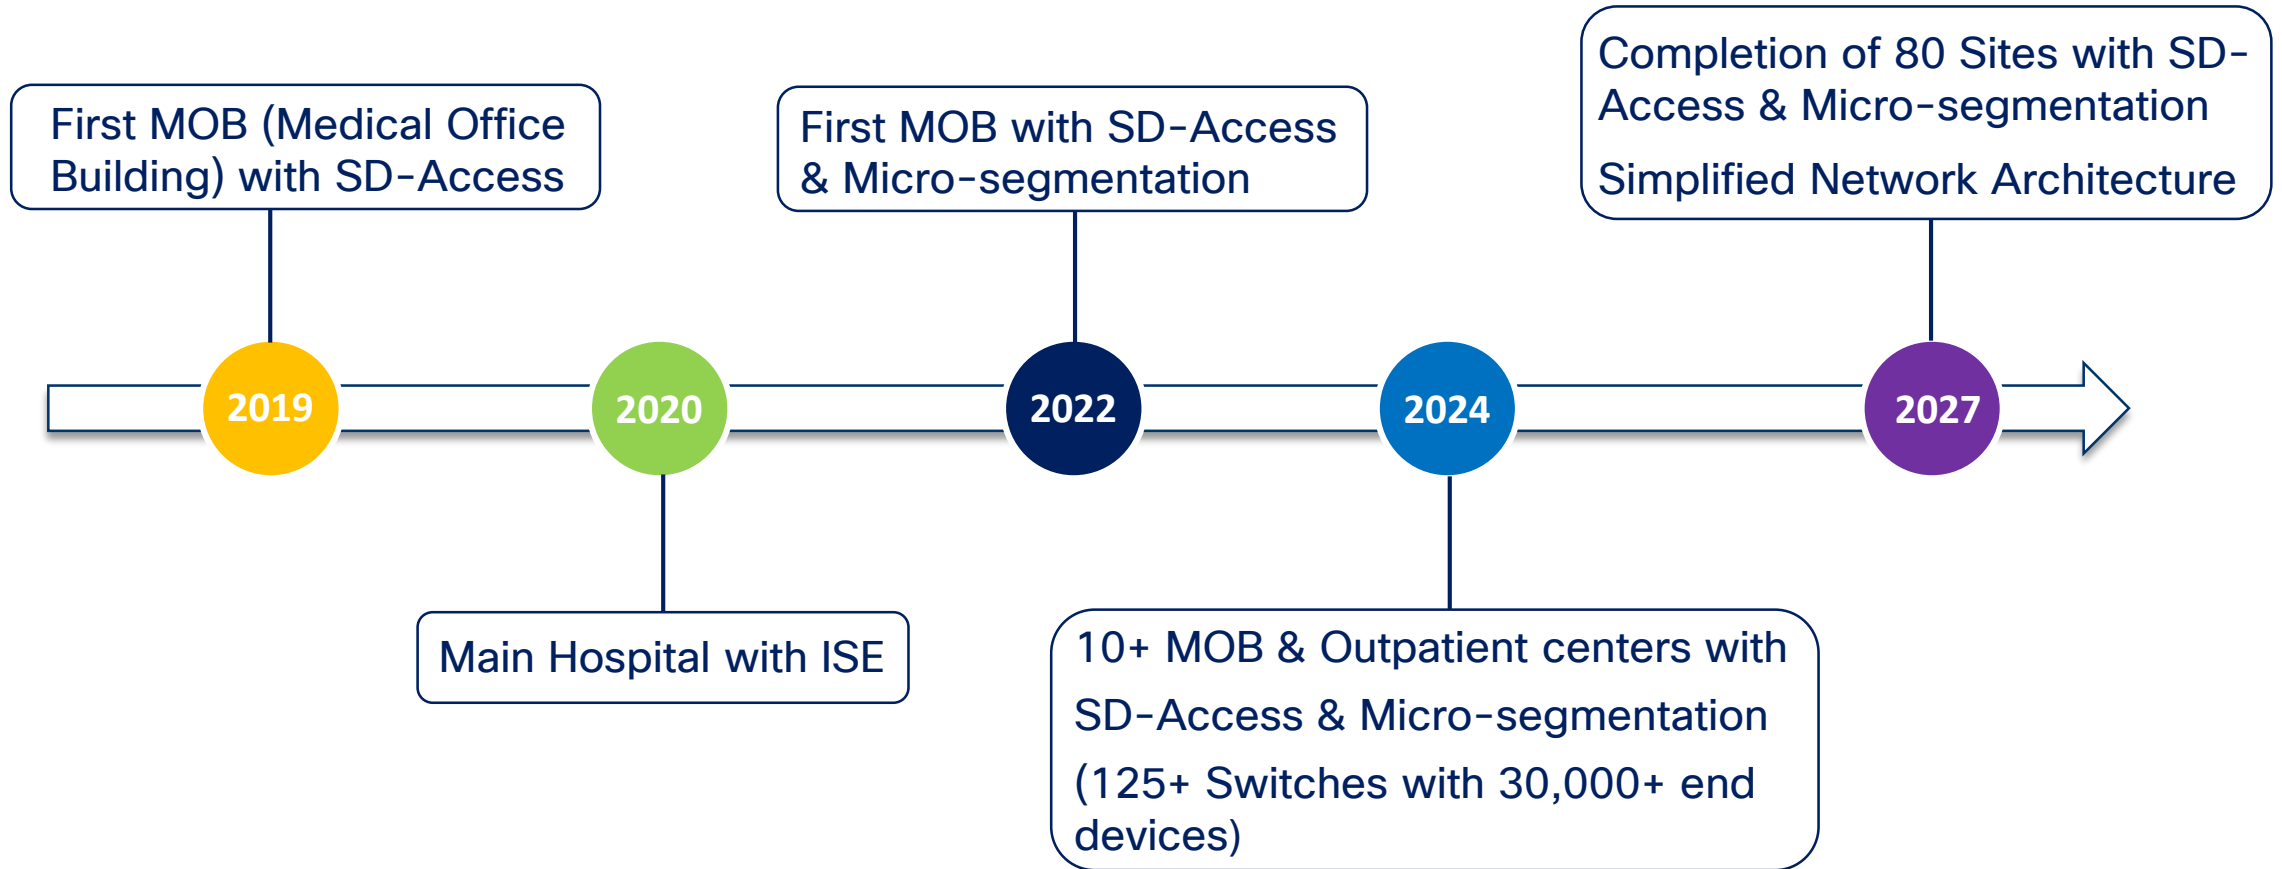 First MOB (Medical Office
Building) with SD-Access
First MOB with SD-Access
& Micro-segmentation
Completion of 80 Sites with SD-
Access & Micro-segmentation
Simplified Network Architecture
2019
2020
2022
2024
2027
Main Hospital with ISE
10+ MOB & Outpatient centers with
SD-Access & Micro-segmentation
(125+ Switches with 30,000+ end
devices)